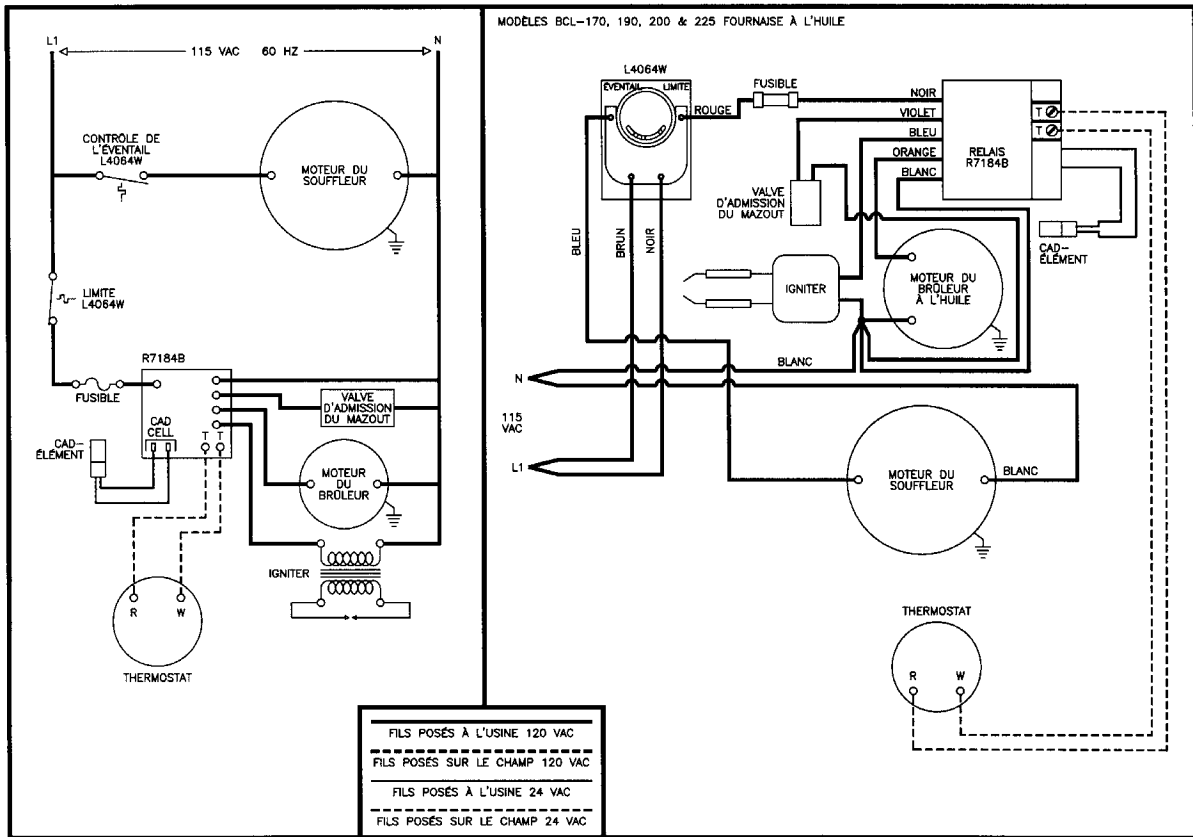 L1
115 VAC 60 HZ
N
CONTRÔLE DE
L'ÉVENTAIL
L4064W
MOTEUR DU
SOUFFLEUR
LIMITE
L4064W
R7184B
FUSIBLE
CAD
CELL
T T
CAD-
ÉLÉMENT
VALVE
D'ADMISSION
DU MAZOUT
MOTEUR
DU
BRÛLEUR
IGNITER
R W
THERMOSTAT
MODÈLES BCL-170, 190, 200 & 225 FOURNAISE À L'HUILE
L4064W
ÉVENTAIL LIMITE
ROUGE
FUSIBLE
NOIR
VIOLET
BLEU
ORANGE
BLANC
RELAIS
R7184B
T
T
VALVE
D'ADMISSION
DU MAZOUT
CAD-
ÉLÉMENT
BLEU
BRUN
NOIR
IGNITER
MOTEUR DU
BRÛLEUR
À L'HUILE
BLANC
N
115
VAC
L1
MOTEUR DU
SOUFFLEUR
BLANC
THERMOSTAT
R W
FILS POSÉS À L'USINE 120 VAC
FILS POSÉS SUR LE CHAMP 120 VAC
FILS POSÉS À L'USINE 24 VAC
FILS POSÉS SUR LE CHAMP 24 VAC